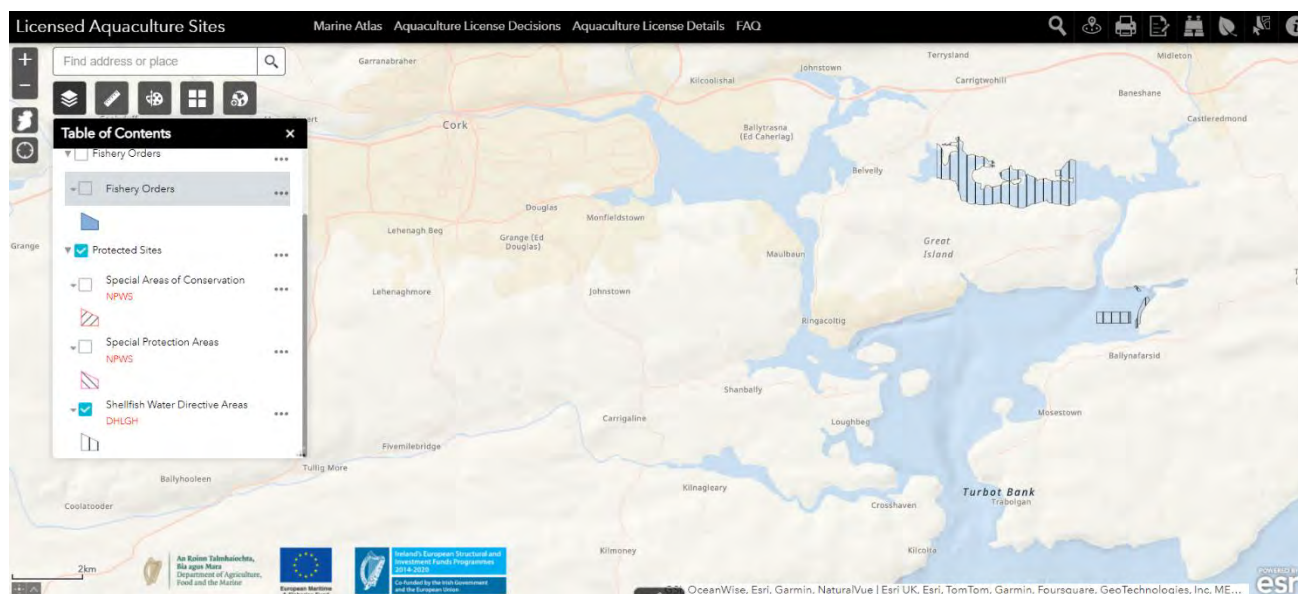 Licensed Aquaculture Sites
Marine Atlas Aquaculture License Decisions Aquaculture License Details FAQ
Find address or place
Table of Contents
Fishery Orders
Fishery Orders
Protected Sites
Special Areas of Conservation
NPWS
Special Protection Areas
NPWS
Shellfish Water Directive Areas
DHLGH
Garranabraher
Terrysland
Midleton
Johnstown
Kilcoolishal
Carrigtwohill
Baneshane
Castleredmond
Cork
Ballytrasna
(Ed Caherlag)
Belvelly
Douglas
Monfieldstown
Lehenagh Beg
Grange (Ed
Douglas)
Grange
Great
Island
Maulbaun
Lehenaghmore
Johnstown
Ringacoltig
Ballynafarsid
Shanbally
Carrigaline
Loughbeg
Mosestown
Fivemilebridge
Tullig More
Ballyhooleen
Kilnagleary
Turbot Bank
Trabolgan
Coolatooder
Crosshaven
Kilmoney
Kilcolta
2km
An Roinn Talmhaíochta,
Bia agus Mara
Department of Agriculture,
Food and the Marine
European Maritime
Ireland's European Structural and
Investment Funds Programmes
2014-2020
Co-funded by the Irish Government
and the European Union
POWERED BY
esri
GSI, OceanWise, Esri, Garmin, NaturalVue | Esri UK, Esri, TomTom, Garmin, Foursquare, GeoTechnologies, Inc, ME...